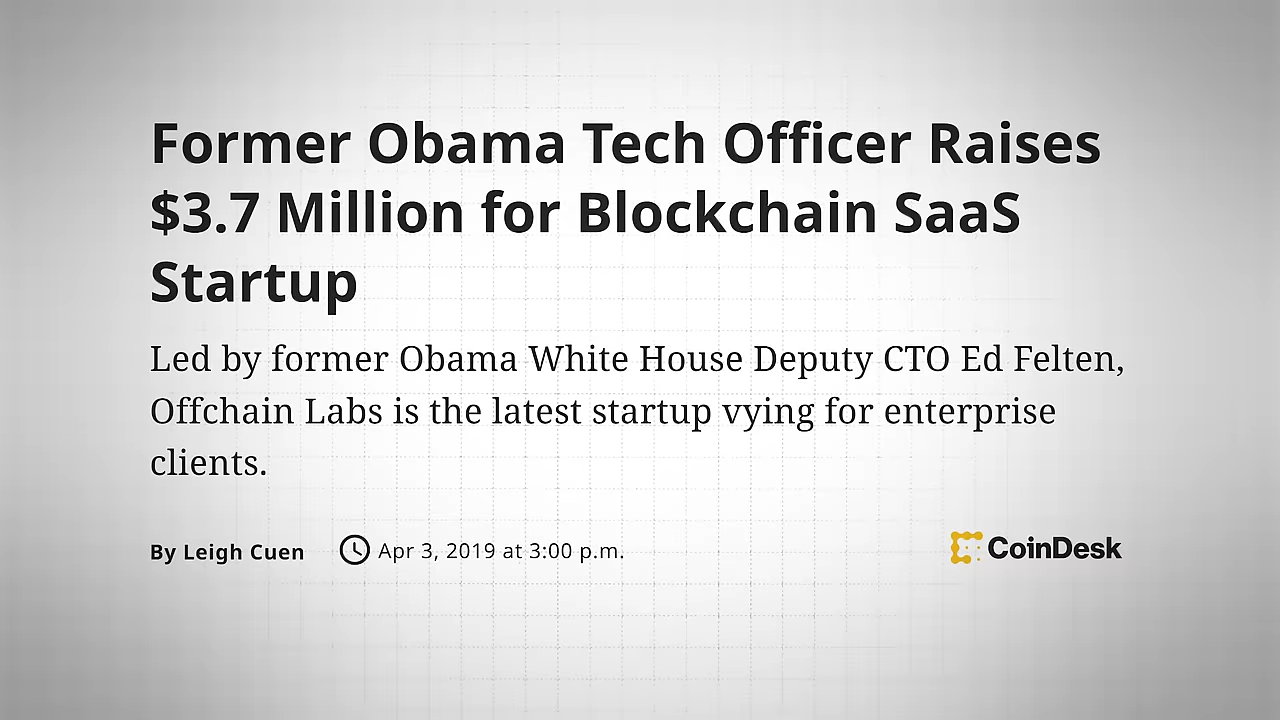 Former Obama Tech Officer Raises
$3.7 Million for Blockchain SaaS
Startup
Led by former Obama White House Deputy CTO Ed Felten,
Offchain Labs is the latest startup vying for enterprise
clients.
By Leigh Cuen Apr 3, 2019 at 3:00 p.m. CoinDesk